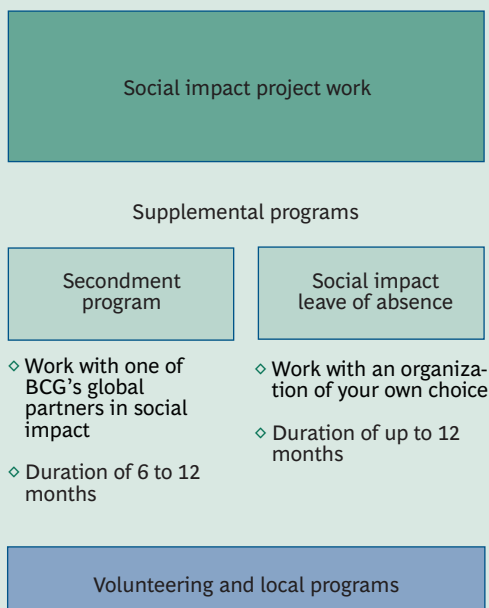 Social impact project work
Supplemental programs
Secondment
program
◇ Work with one of
BCG's global
partners in social
impact
◇ Duration of 6 to 12
months
Social impact
leave of absence
◇ Work with an organiza-
tion of your own choice
◇ Duration of up to 12
months
Volunteering and local programs